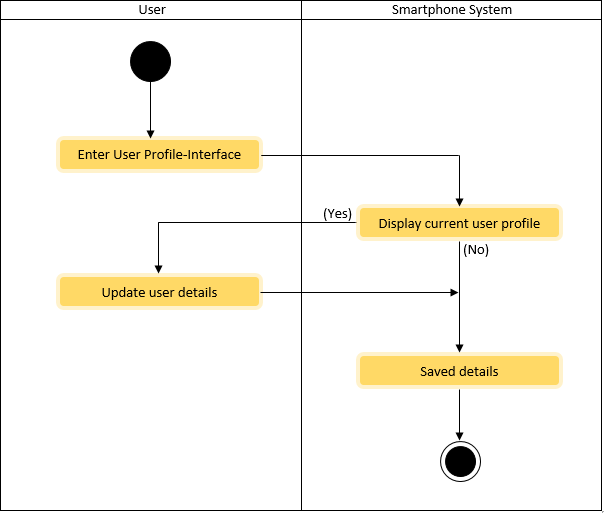 User
Smartphone System
Enter User Profile-Interface
(Yes)
Display current user profile
(No)
Update user details
Saved details